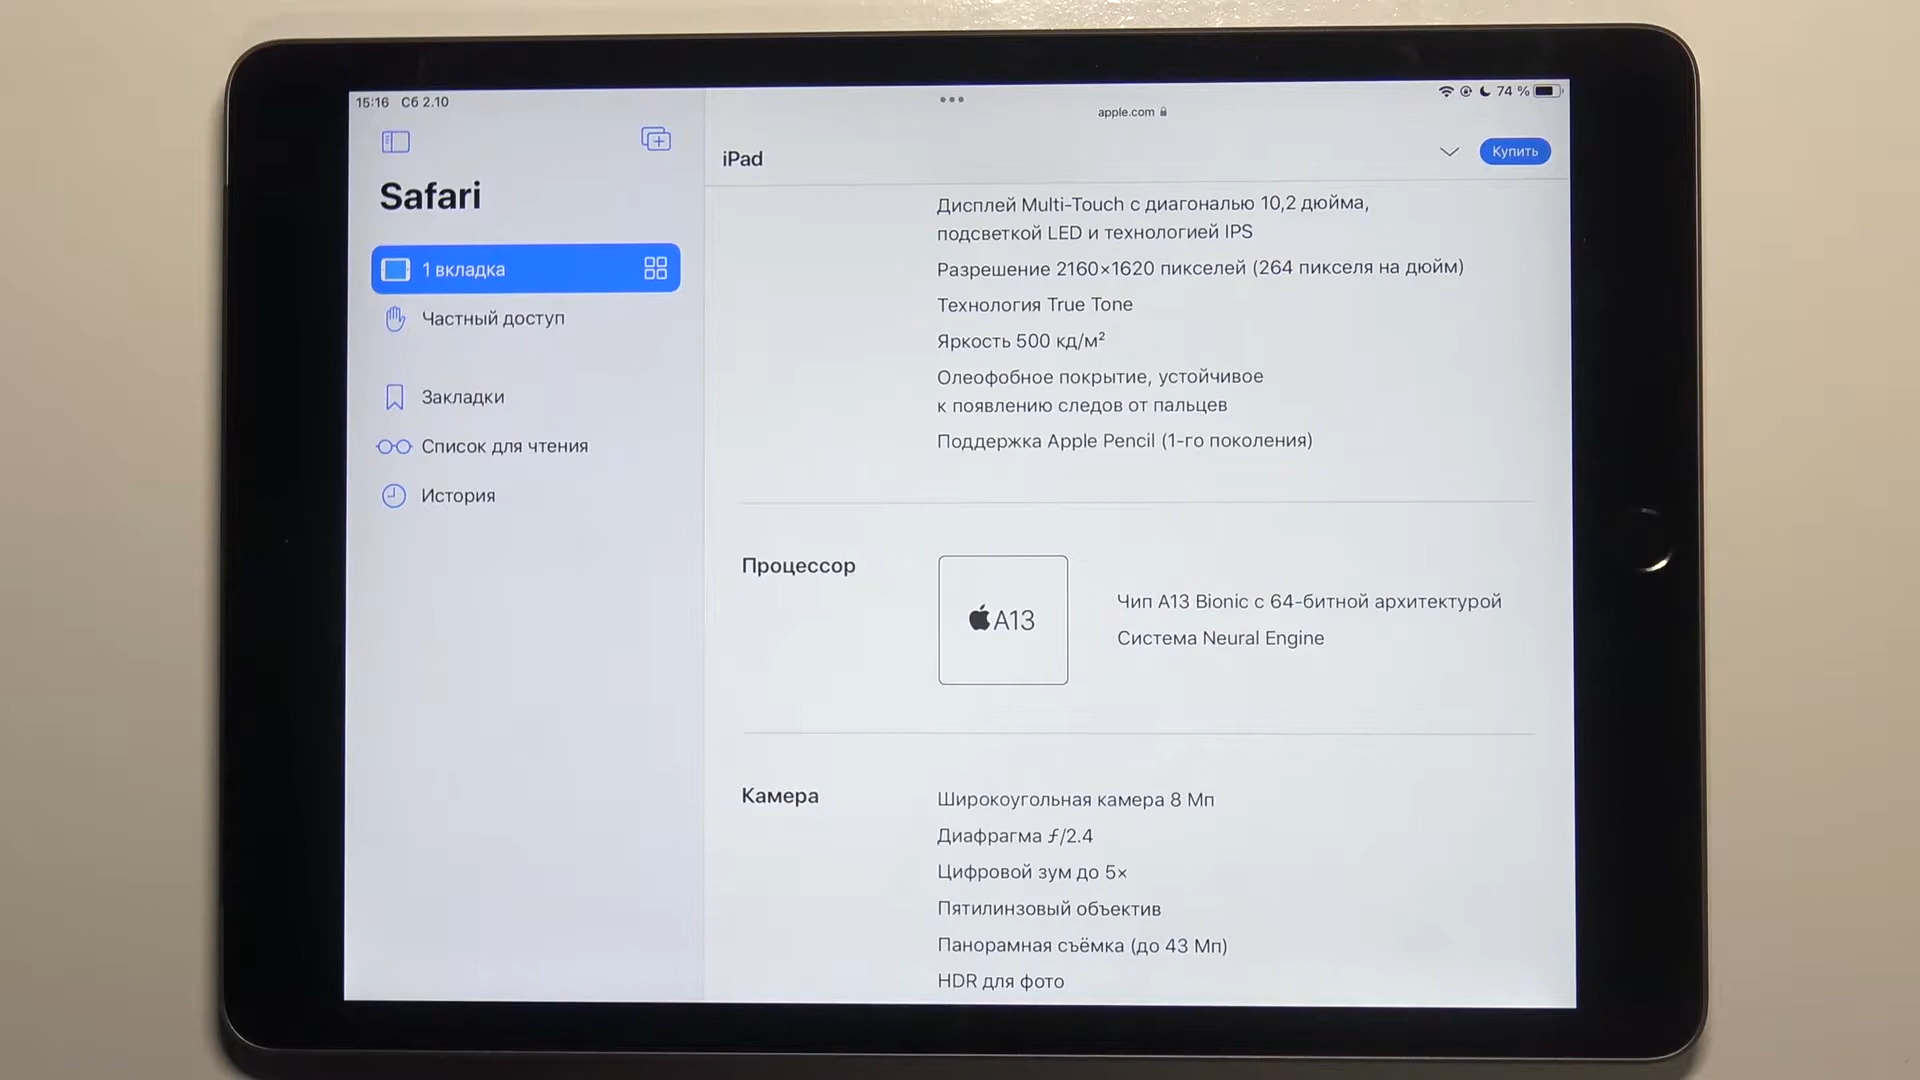 15:16 Сб 2.10
74 %
apple.com
Safari
iPad
Купить
1 вкладка
Частный доступ
Закладки
Список для чтения
История
Дисплей Multi-Touch с диагональю 10,2 дюйма,
подсветкой LED и технологией IPS
Разрешение 2160×1620 пикселей (264 пикселя на дюйм)
Технология True Tone
Яркость 500 кд/м²
Олеофобное покрытие, устойчивое
к появлению следов от пальцев
Поддержка Apple Pencil (1-го поколения)
Процессор
A13
Чип A13 Bionic с 64-битной архитектурой
Система Neural Engine
Камера
Широкоугольная камера 8 Мп
Диафрагма ƒ/2.4
Цифровой зум до 5×
Пятилинзовый объектив
Панорамная съёмка (до 43 Мп)
HDR для фото